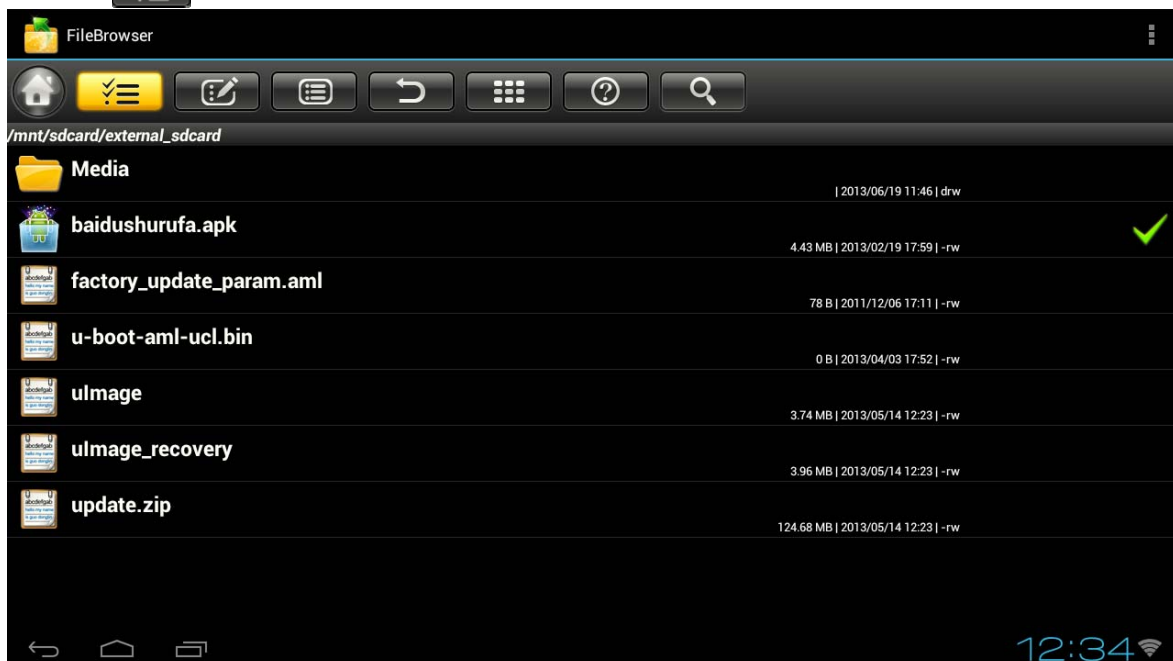 FileBrowser
/mnt/sdcard/external_sdcard
Media
| 2013/06/19 11:46 | drw
baidushurufa.apk
4.43 MB | 2013/02/19 17:59 | -rw
factory_update_param.aml
78 B | 2011/12/06 17:11 | -rw
u-boot-aml-ucl.bin
0 B | 2013/04/03 17:52 | -rw
uImage
3.74 MB | 2013/05/14 12:23 | -rw
uImage_recovery
3.96 MB | 2013/05/14 12:23 | -rw
update.zip
124.68 MB | 2013/05/14 12:23 | -rw
12:34